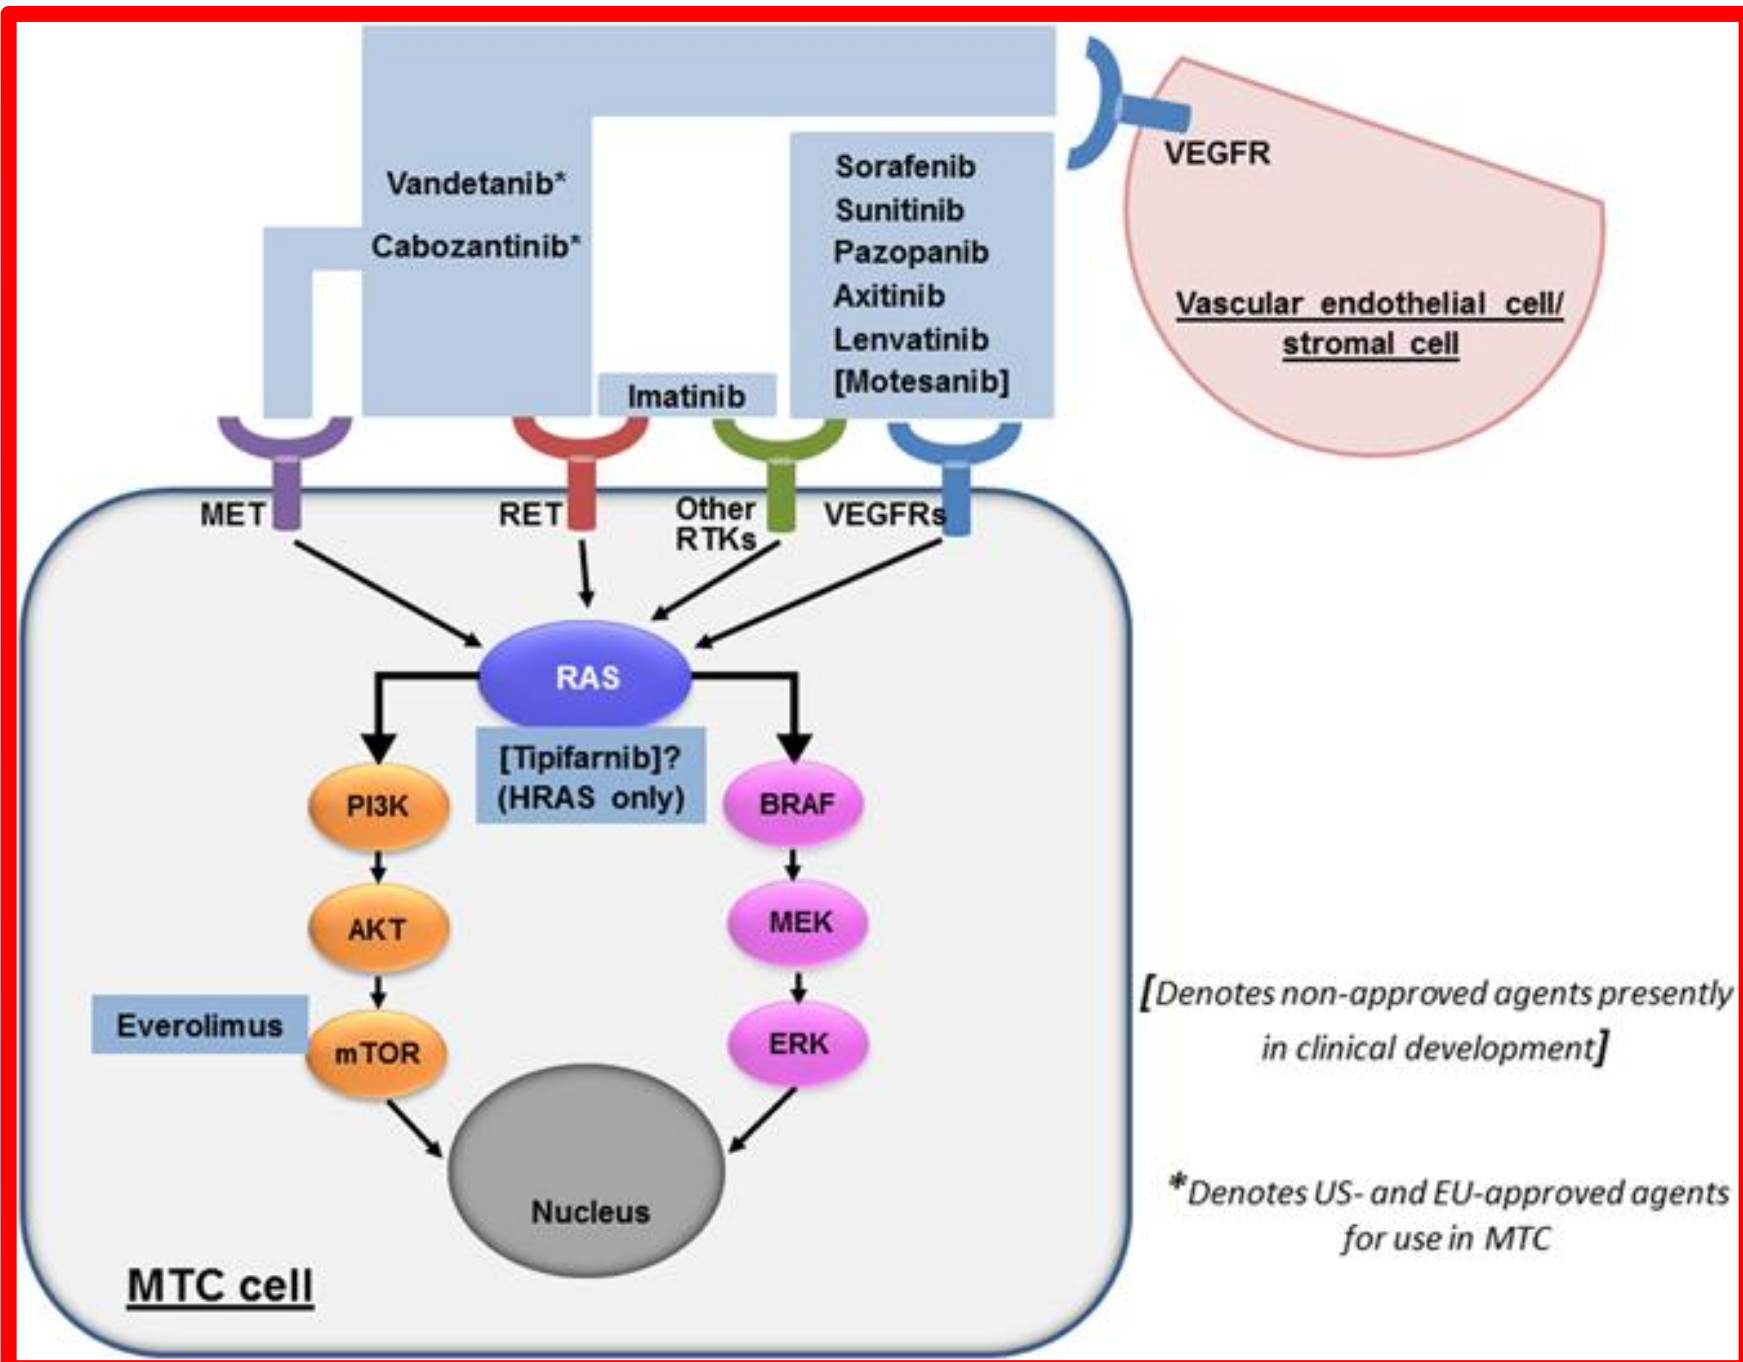 Vandetanib*
Cabozantinib*
Sorafenib
Sunitinib
Pazopanib
Axitinib
Lenvatinib
[Motesanib]
Imatinib
VEGFR
Vascular endothelial cell/
stromal cell
MET
RET
Other
RTKs
VEGFRs
RAS
[Tipifarnib]?
(HRAS only)
PI3K
BRAF
AKT
MEK
Everolimus
mTOR
ERK
Nucleus
MTC cell
[Denotes non-approved agents presently
in clinical development]
*Denotes US- and EU-approved agents
for use in MTC